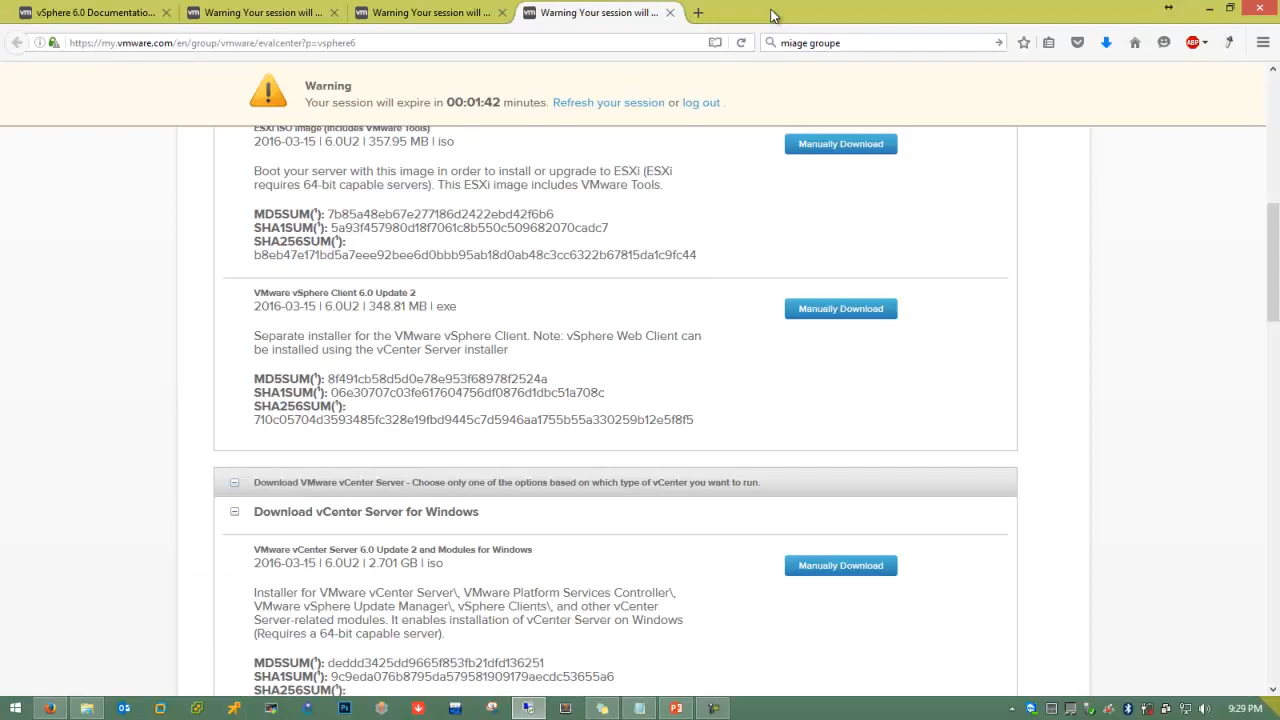 vSphere 6.0 Documentatio...
Warning your session will ...
Warning your session will ...
Warning your session will ...
https://my.vmware.com/en/group/vmware/evalcenter?p=vsphere6
miage groupe
ABP
Warning
Your session will expire in 00:01:42 minutes. Refresh your session or log out .
ESXi ISO image (Includes VMware Tools)
2016-03-15 | 6.0U2 | 357.95 MB | iso
Manually Download
Boot your server with this image in order to install or upgrade to ESXi (ESXi
requires 64-bit capable servers). This ESXi image includes VMware Tools.
MD5SUM(¹): 7b85a48eb67e277186d2422ebd42f6b6
SHA1SUM(¹): 5a93f457980d18f7061c8b550c509682070cadc7
SHA256SUM(¹):
b8eb47e171bd5a7eee92bee6d0bbb95ab18d0ab48c3cc6322b67815da1c9fc44
VMware vSphere Client 6.0 Update 2
2016-03-15 | 6.0U2 | 348.81 MB | exe
Manually Download
Separate installer for the VMware vSphere Client. Note: vSphere Web Client can
be installed using the vCenter Server installer
MD5SUM(¹): 8f491cb58d5d0e78e953f68978f2524a
SHA1SUM(¹): 06e30707c03fe617604756df0876d1dbc51a708c
SHA256SUM(¹):
710c05704d3593485fc328e19fbd9445c7d5946aa1755b55a330259b12e5f8f5
Download VMware vCenter Server - Choose only one of the options based on which type of vCenter you want to run.
Download vCenter Server for Windows
VMware vCenter Server 6.0 Update 2 and Modules for Windows
2016-03-15 | 6.0U2 | 2.701 GB | iso
Manually Download
Installer for VMware vCenter Server\, VMware Platform Services Controller\,
VMware vSphere Update Manager\, vSphere Clients\, and other vCenter
Server-related modules. It enables installation of vCenter Server on Windows
(Requires a 64-bit capable server).
MD5SUM(¹): deddd3425dd9665f853fb21dfd136251
SHA1SUM(¹): 9c9eda076b8795da579581909179aecdc53655a6
SHA256SUM(¹):
9:29 PM